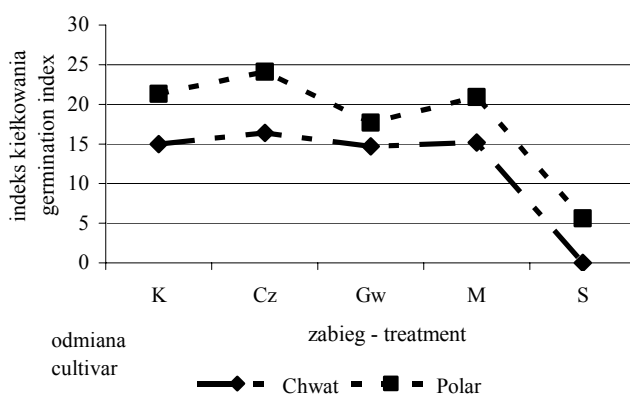 indeks kiełkowania
germination index
30
25
20
15
10
5
0
K Cz Gw M S
zabieg - treatment
odmiana
cultivar
Chwat Polar